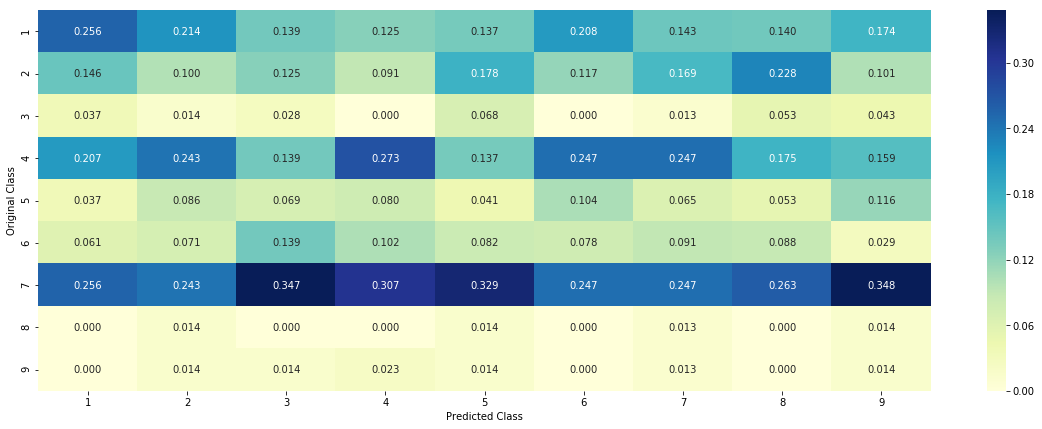 1 0.256 0.214 0.139 0.125 0.137 0.208 0.143 0.140 0.174
2 0.146 0.100 0.125 0.091 0.178 0.117 0.169 0.228 0.101
3 0.037 0.014 0.028 0.000 0.068 0.000 0.013 0.053 0.043
4 0.207 0.243 0.139 0.273 0.137 0.247 0.247 0.175 0.159
5 0.037 0.086 0.069 0.080 0.041 0.104 0.065 0.053 0.116
6 0.061 0.071 0.139 0.102 0.082 0.078 0.091 0.088 0.029
7 0.256 0.243 0.347 0.307 0.329 0.247 0.247 0.263 0.348
8 0.000 0.014 0.000 0.000 0.014 0.000 0.013 0.000 0.014
9 0.000 0.014 0.014 0.023 0.014 0.000 0.013 0.000 0.014
1 2 3 4 5 6 7 8 9
Predicted Class
Original Class
0.30
0.24
0.18
0.12
0.06
0.00